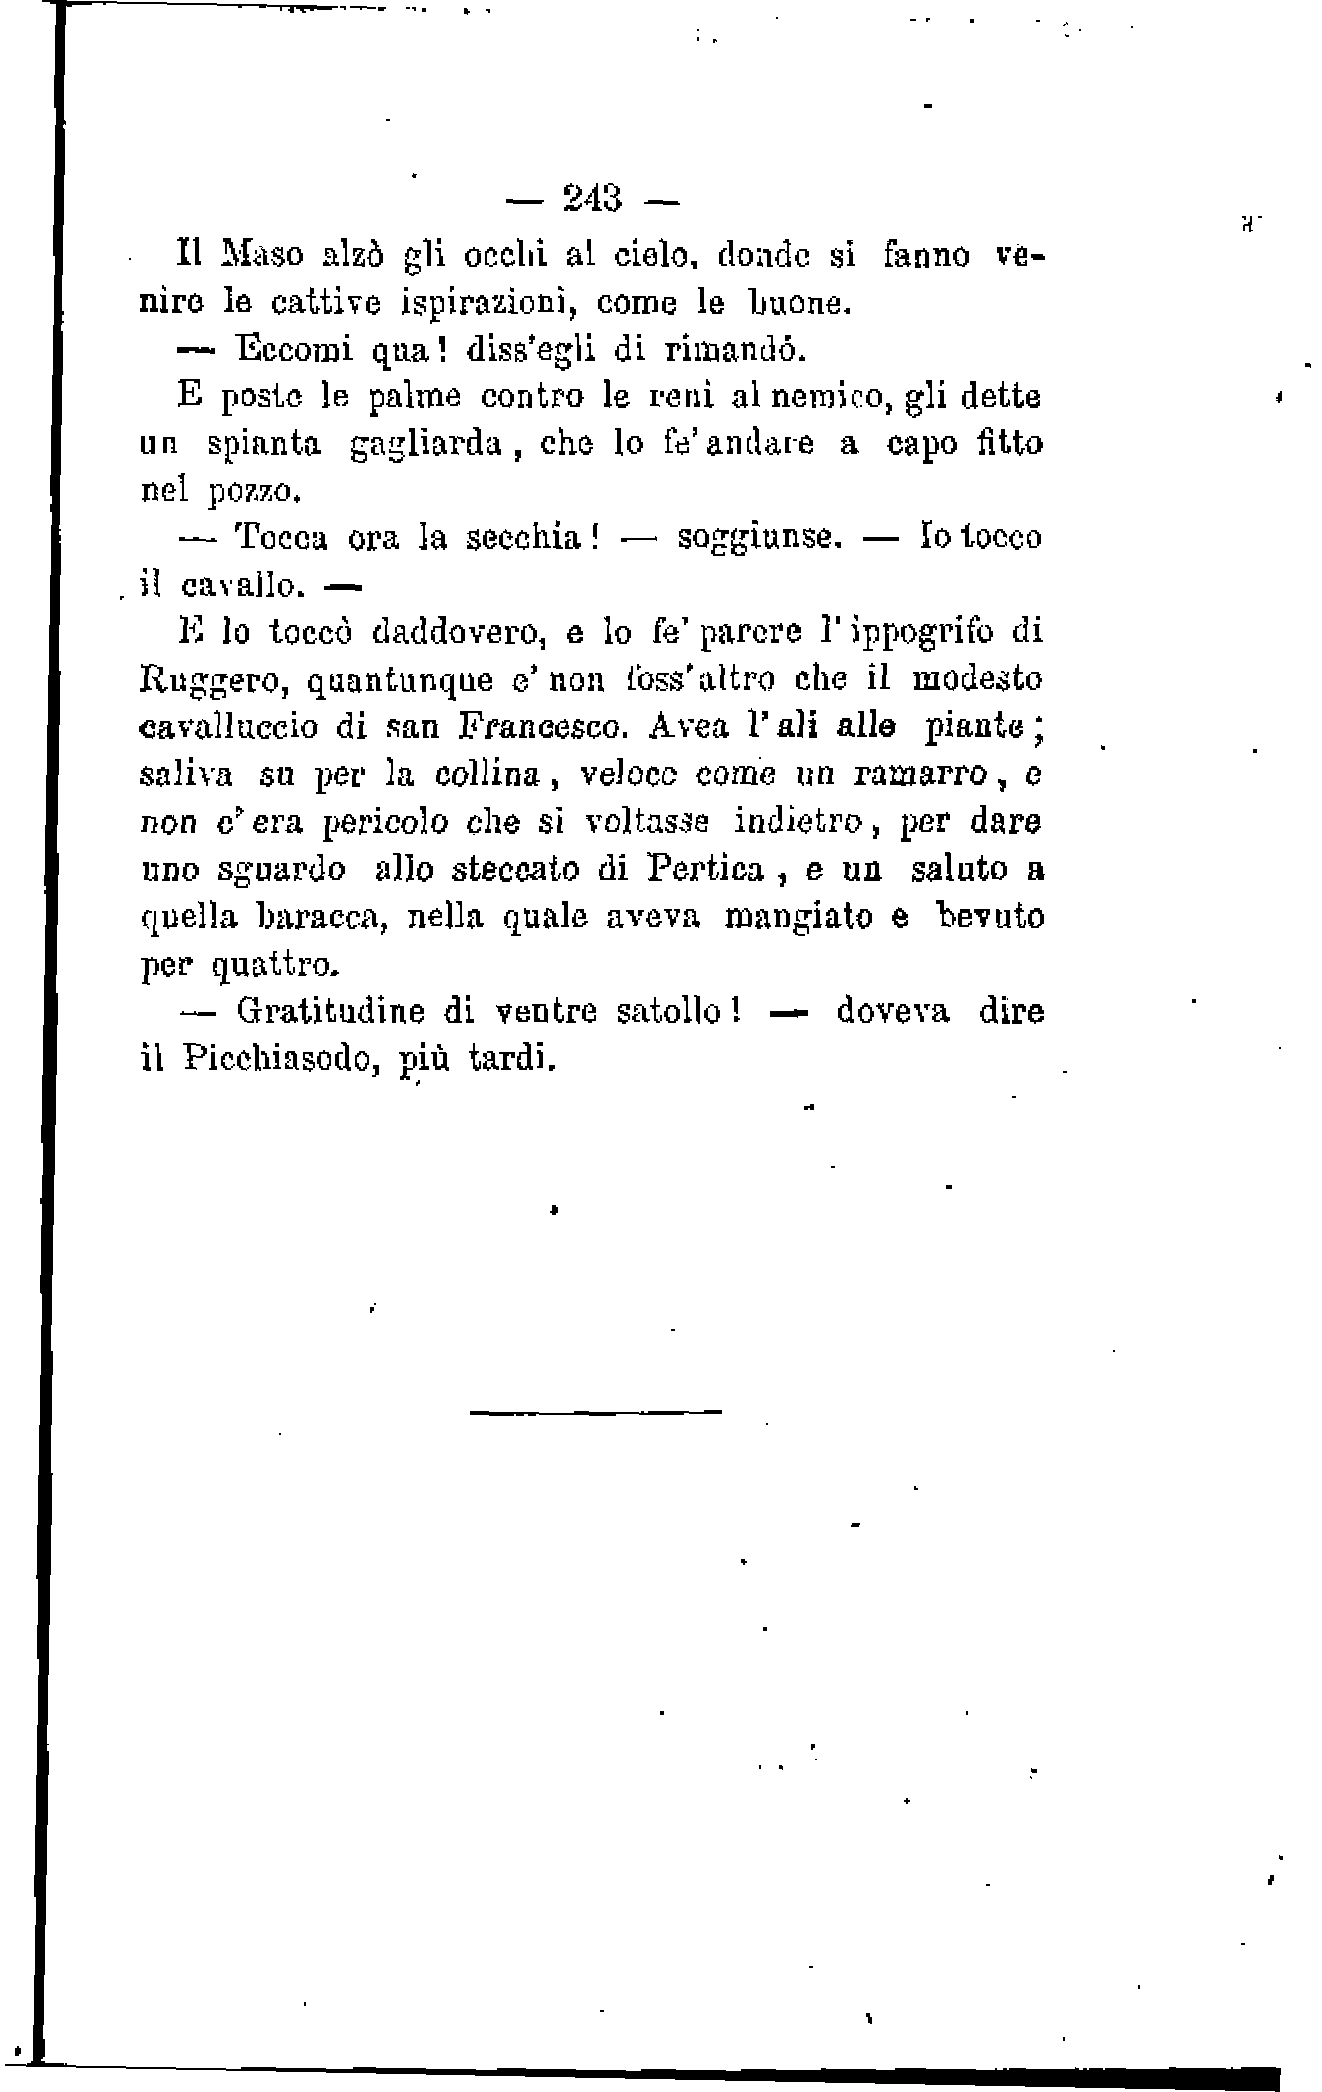 — 243 —
Il Maso alzò gli occhi al cielo, donde si fanno ve-
nire le cattive ispirazioni, come le buone.
— Eccomi qua! diss'egli di rimandó.
E poste le palme contro le reni al nemico, gli dette
un spianta gagliarda, che lo fe' andare a capo fitto
nel pozzo.
— Tocca ora la secchia! — soggiunse. — Io tocco
il cavallo. —
E lo toccò daddovero, e lo fe' parere l'ippogrifo di
Ruggero, quantunque e' non foss'altro che il modesto
cavalluccio di san Francesco. Avea l'ali alle piante;
saliva su per la collina, veloce come un ramarro, e
non c'era pericolo che si voltasse indietro, per dare
uno sguardo allo steccato di Pertica, e un saluto a
quella baracca, nella quale aveva mangiato e bevuto
per quattro.
— Gratitudine di ventre satollo! — doveva dire
il Picchiasodo, più tardi.